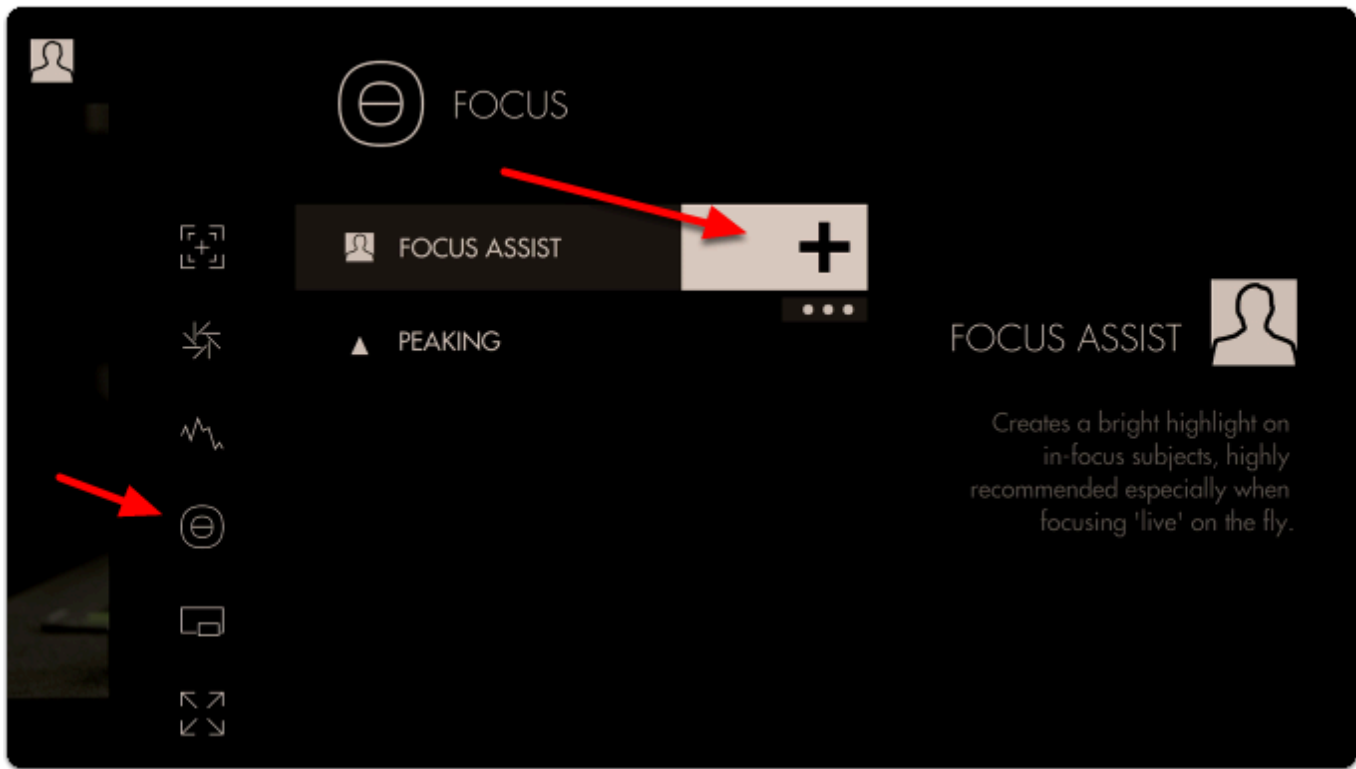 FOCUS
FOCUS ASSIST
PEAKING
FOCUS ASSIST
Creates a bright highlight on
in-focus subjects, highly
recommended especially when
focusing 'live' on the fly.